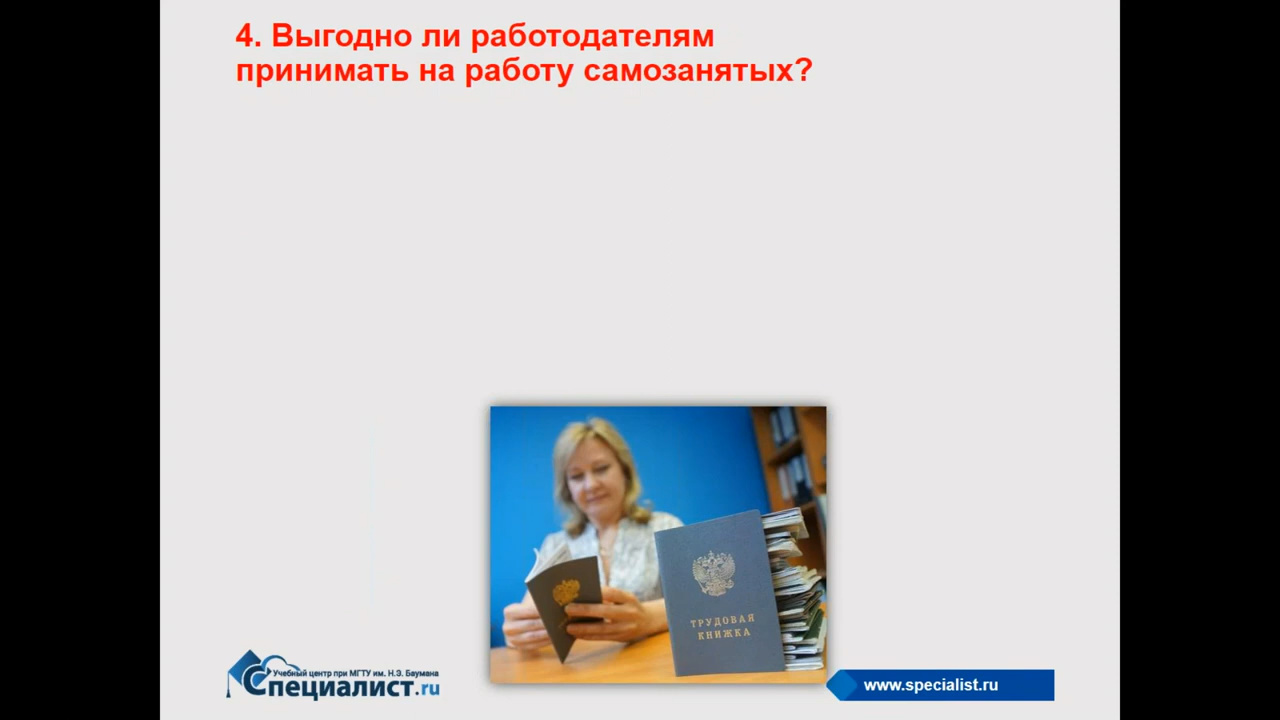 4. Выгодно ли работодателям
принимать на работу самозанятых?
ТРУДОВАЯ
КНИЖКА
Учебный центр при МГТУ им. Н.Э. Баумана
Специалист.ru
www.specialist.ru